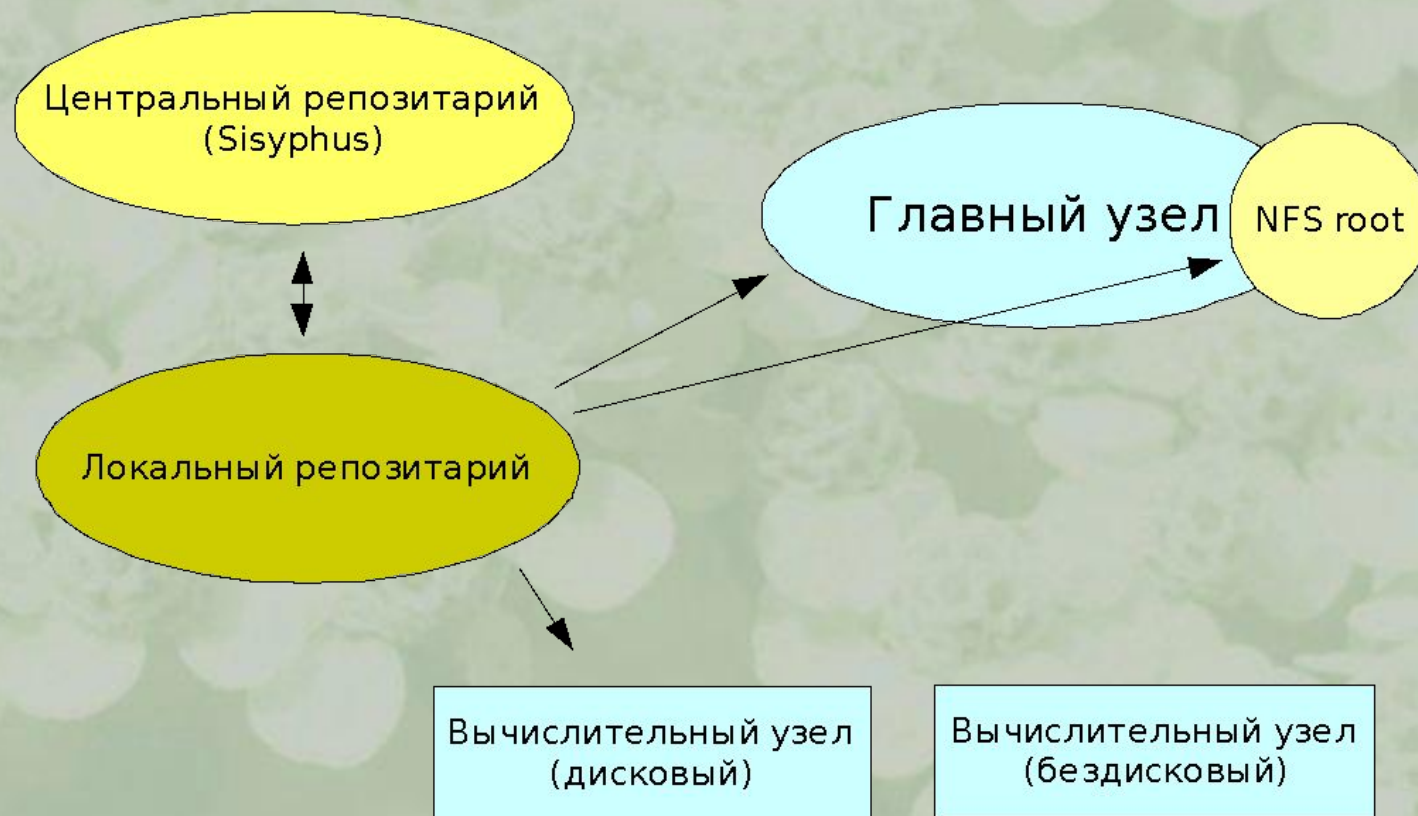 Центральный репозитарий
(Sisyphus)
Главный узел
NFS root
Локальный репозитарий
Вычислительный узел
(дисковый)
Вычислительный узел
(бездисковый)